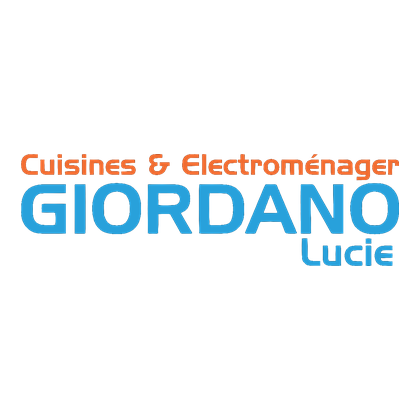 Cuisines & Electroménager
GIORDANO
Lucie